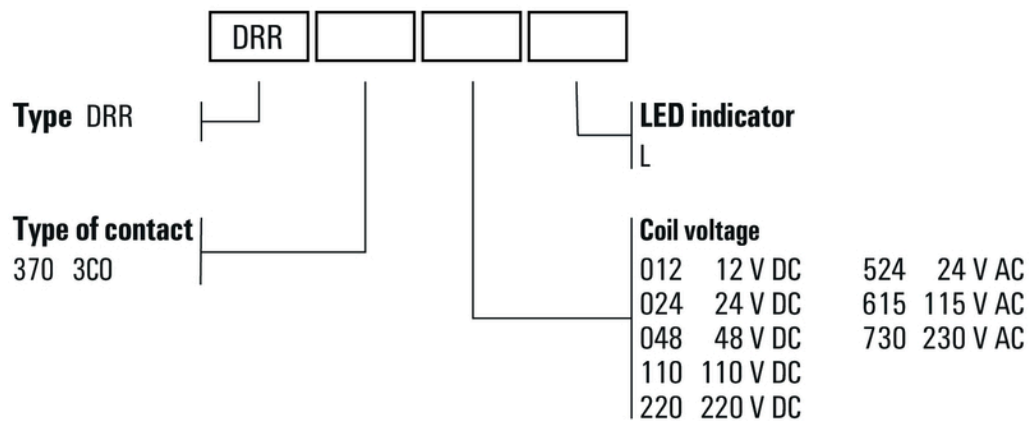 DRR
Type DRR
LED indicator
L
Type of contact
370 3CO
Coil voltage
012 12 V DC 524 24 V AC
024 24 V DC 615 115 V AC
048 48 V DC 730 230 V AC
110 110 V DC
220 220 V DC